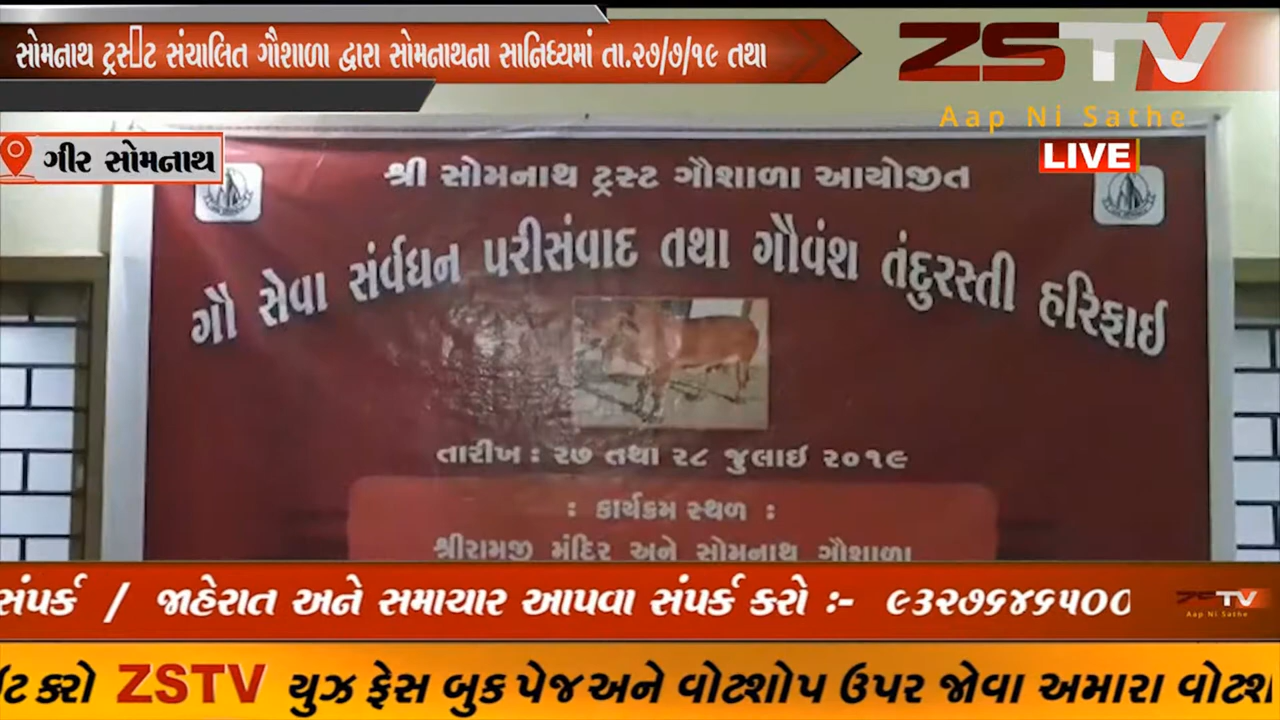 સોમનાથ ટ્રસ્ટ સંચાલિત ગૌશાળા દ્વારા સોમનાથના સાનિધ્યમાં તા.૨૭/૭/૧૯ તથા
ZSTV
Aap Ni Sathe
LIVE
ગીર સોમનાથ
શ્રી સોમનાથ ટ્રસ્ટ ગૌશાળા આયોજીત
ગૌ સેવા સંર્વધન પરીસંવાદ તથા ગૌવંશ તંદુરસ્તી હરિફાઈ
તારીખ : ૨૭ તથા ૨૮ જુલાઇ ૨૦૧૯
: કાર્યક્રમ સ્થળ :
શ્રીરામજી મંદિર અને સોમનાથ ગૌશાળા
સંપર્ક / જાહેરાત અને સમાચાર આપવા સંપર્ક કરો :- ૯૩૨૭૬૪૬૫૦૦
ZSTV
Aap Ni Sathe
કરો ZSTV યુઝ ફેસ બુક પેજ અને વોટશોપ ઉપર જોવા અમારા